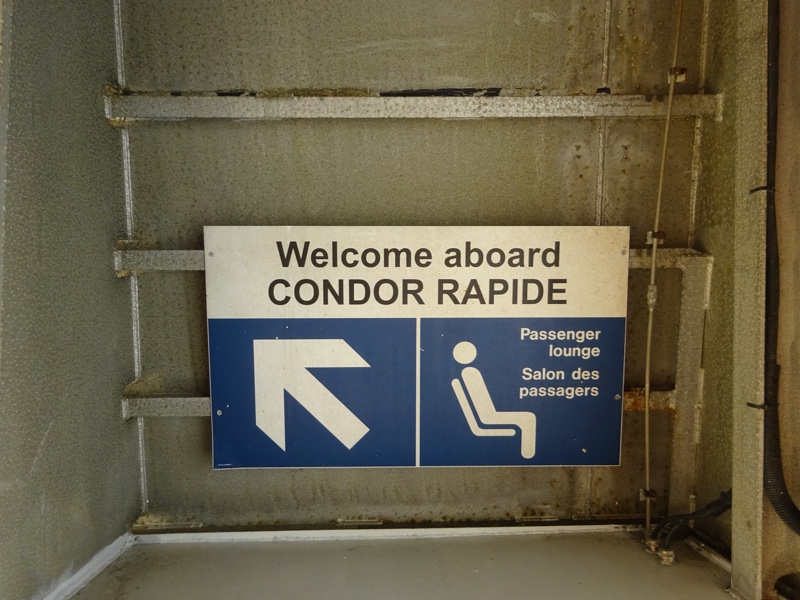 Welcome aboard
CONDOR RAPIDE
Passenger
lounge
Salon des
passagers